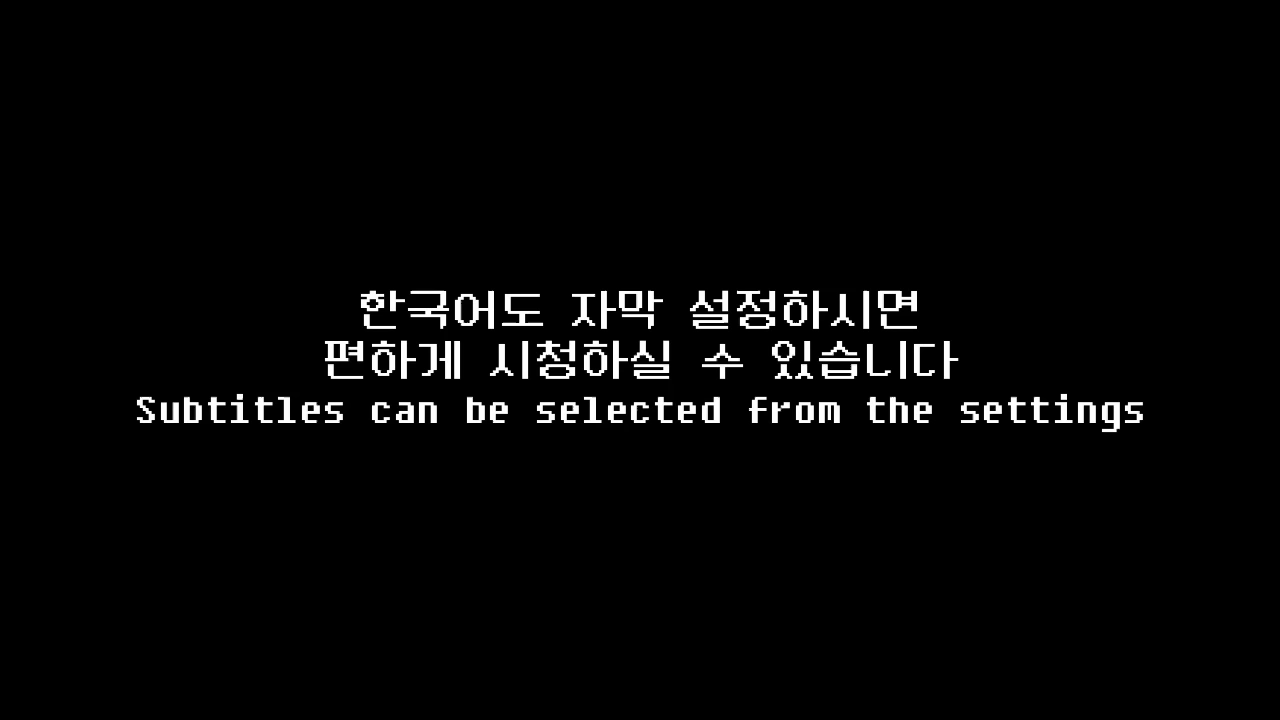 한국어도 자막 설정하시면
편하게 시청하실 수 있습니다
Subtitles can be selected from the settings